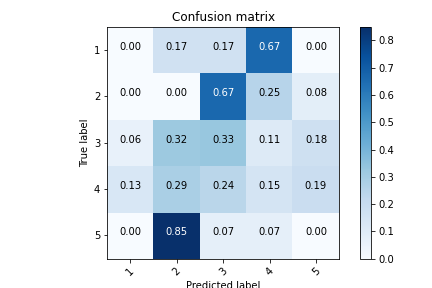 Confusion matrix
1 0.00 0.17 0.17 0.67 0.00
2 0.00 0.00 0.67 0.25 0.08
3 0.06 0.32 0.33 0.11 0.18
4 0.13 0.29 0.24 0.15 0.19
5 0.00 0.85 0.07 0.07 0.00
1 2 3 4 5
True label
Predicted label
0.8
0.7
0.6
0.5
0.4
0.3
0.2
0.1
0.0